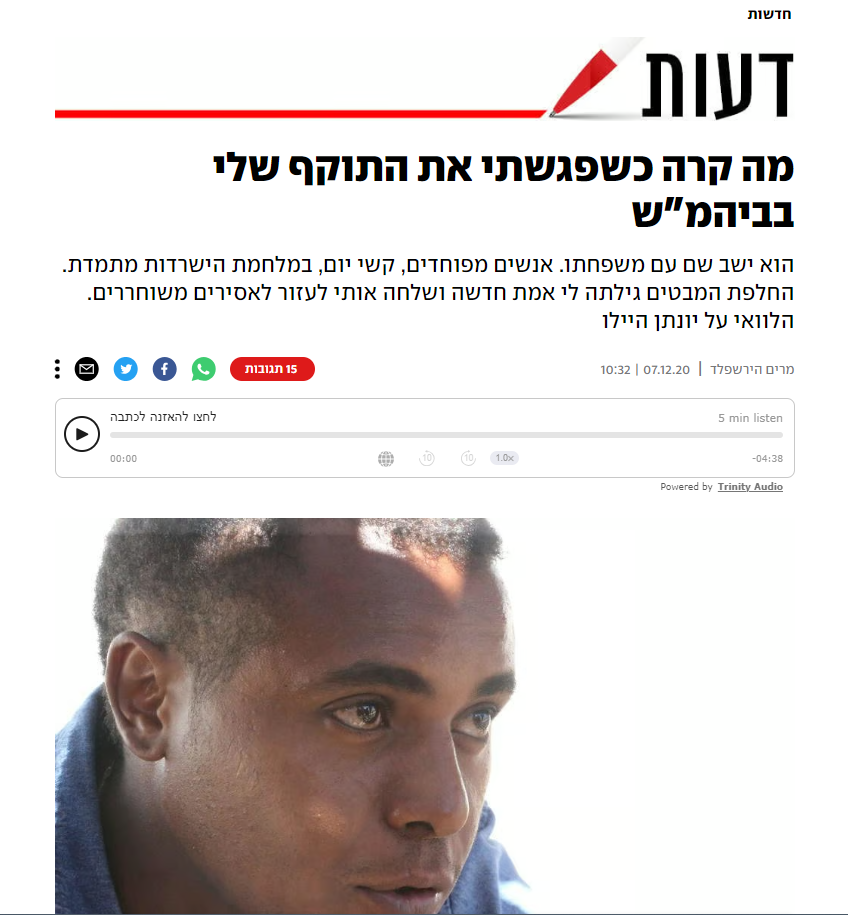 חדשות
דעות
מה קרה כשפגשתי את התוקף שלי
בביהמ"ש
הוא ישב שם עם משפחתו. אנשים מפוחדים, קשי יום, במלחמת הישרדות מתמדת.
החלפת המבטים גילתה לי אמת חדשה ושלחה אותי לעזור לאסירים משוחררים.
הלוואי על יונתן היילו
מרים הירשפלד | 07.12.20 | 10:32
15 תגובות
לחצו להאזנה לכתבה
5 min listen
00:00
10
10
1.0x
-04:38
Powered by Trinity Audio